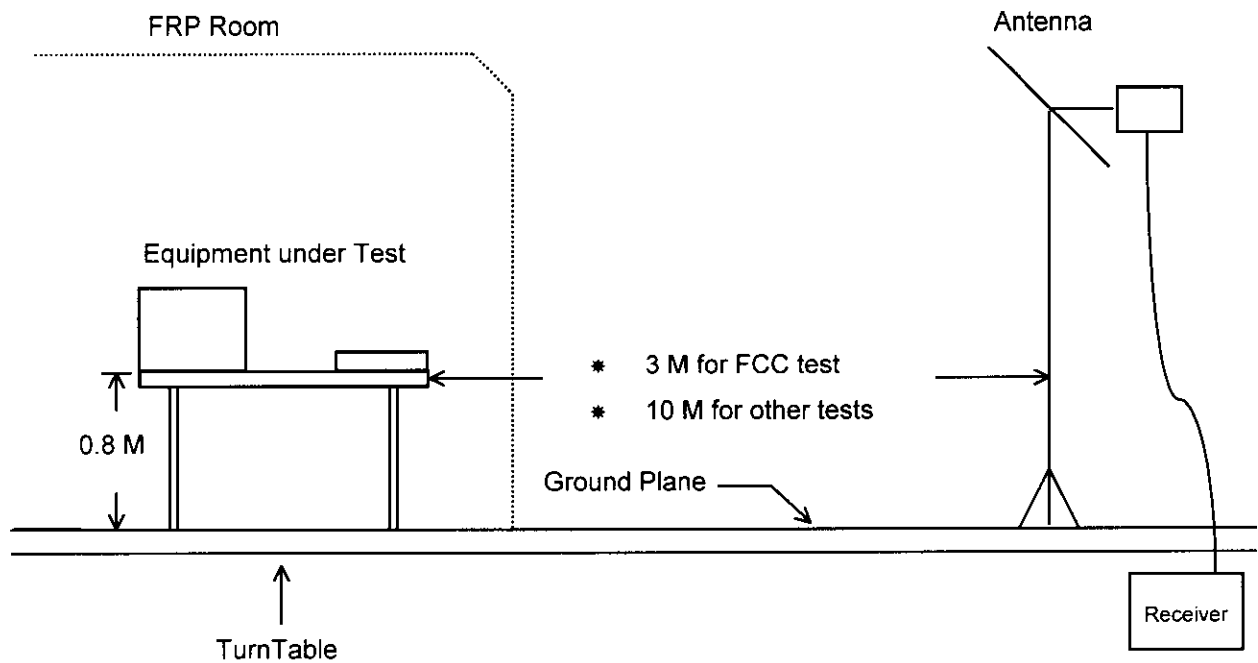 FRP Room
Antenna
Equipment under Test
✷ 3 M for FCC test
✷ 10 M for other tests
0.8 M
Ground Plane
Receiver
TurnTable